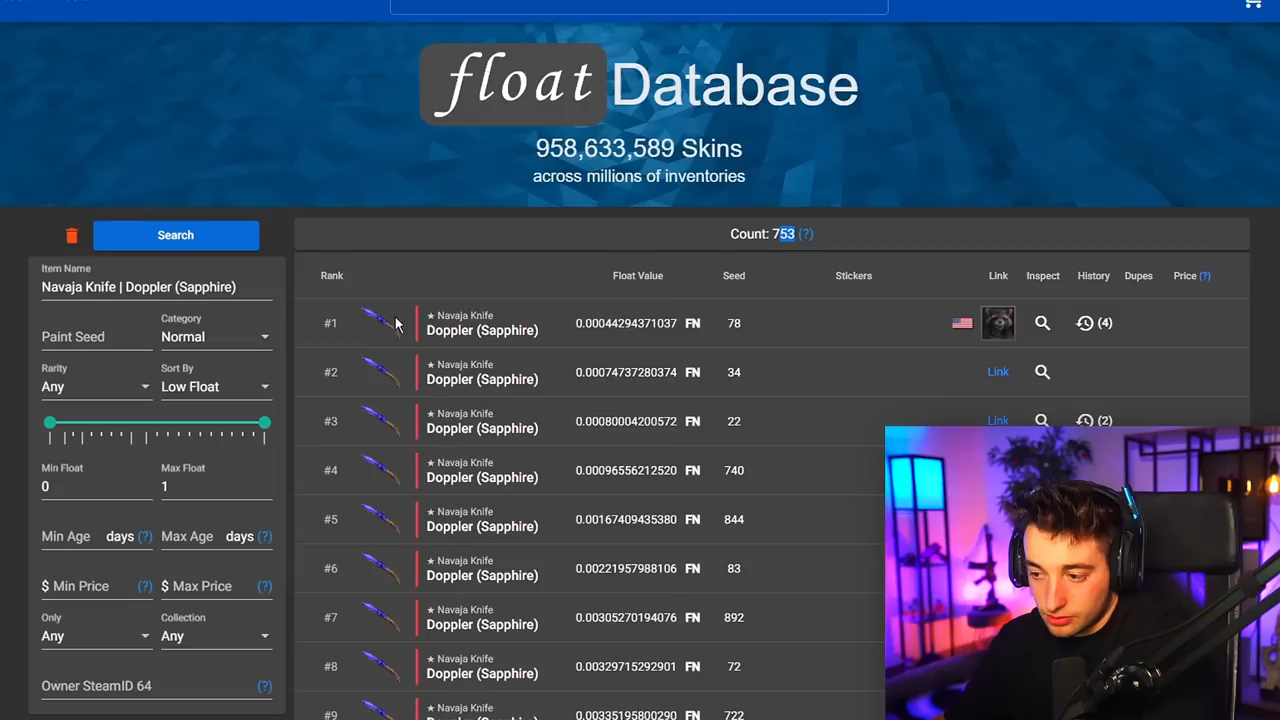 float Database
958,633,589 Skins
across millions of inventories
Search
Count: 753 (?)
Item Name
Navaja Knife | Doppler (Sapphire)
Paint Seed
Category
Normal
Rarity
Any
Sort By
Low Float
Min Float
0
Max Float
1
Min Age days (?)
Max Age days (?)
$ Min Price (?)
$ Max Price (?)
Only
Any
Collection
Any
Owner SteamID 64 (?)
Rank Float Value Seed Stickers Link Inspect History Dupes Price (?)
#1 ★ Navaja Knife
Doppler (Sapphire) 0.00044294371037 FN 78 (4)
#2 ★ Navaja Knife
Doppler (Sapphire) 0.00074737280374 FN 34 Link
#3 ★ Navaja Knife
Doppler (Sapphire) 0.00080004200572 FN 22 Link (2)
#4 ★ Navaja Knife
Doppler (Sapphire) 0.00096556212520 FN 740
#5 ★ Navaja Knife
Doppler (Sapphire) 0.00167409435380 FN 844
#6 ★ Navaja Knife
Doppler (Sapphire) 0.00221957988106 FN 83
#7 ★ Navaja Knife
Doppler (Sapphire) 0.00305270194076 FN 892
#8 ★ Navaja Knife
Doppler (Sapphire) 0.00329715292901 FN 72
#9 ★ Navaja Knife
Doppler (Sapphire) 0.00335195800290 FN 722